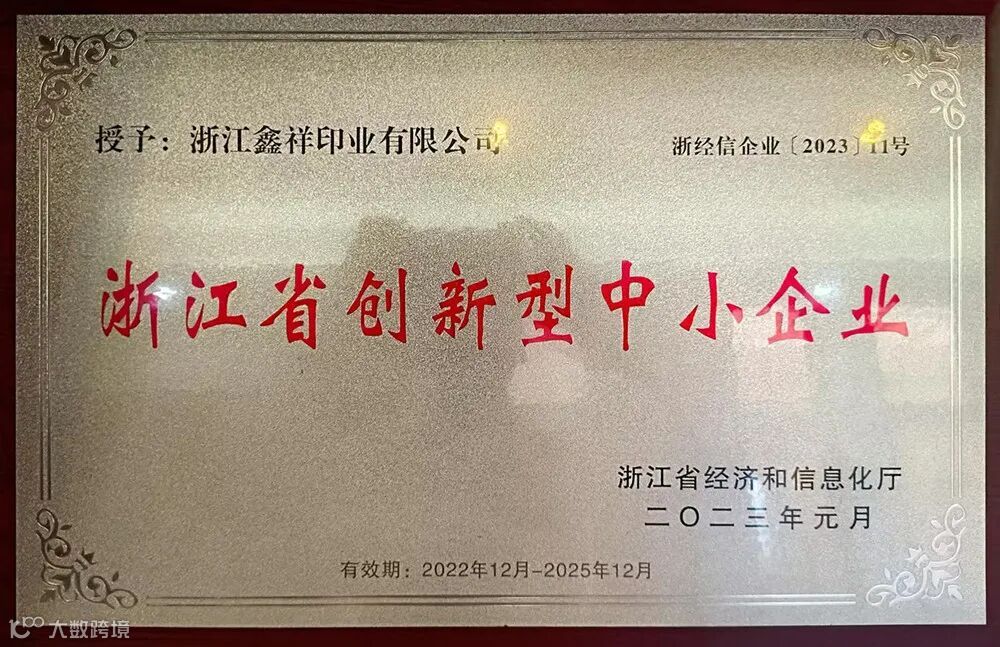 授予：浙江鑫祥印业有限公司
浙经信企业〔2023〕11号
浙江省创新型中小企业
浙江省经济和信息化厅
二〇二三年元月
有效期：2022年12月-2025年12月
大数跨境